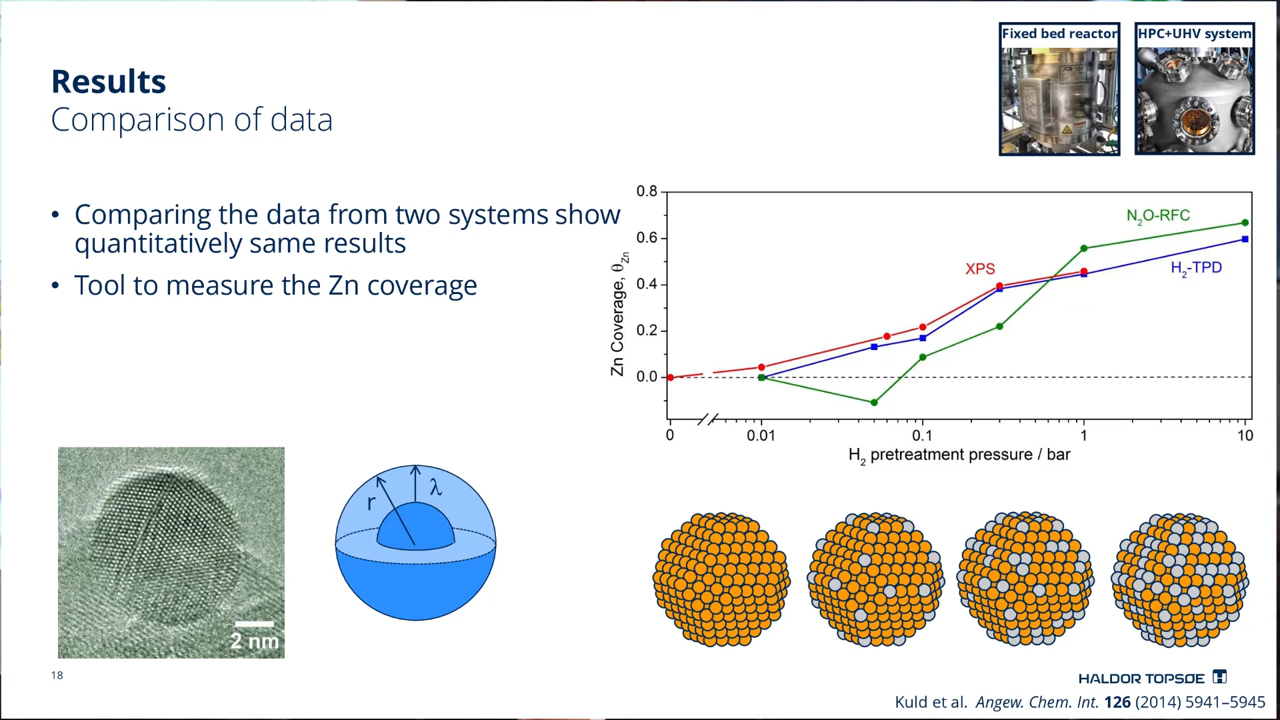 Fixed bed reactor
HPC+UHV system
Results
Comparison of data
• Comparing the data from two systems show
quantitatively same results
• Tool to measure the Zn coverage
0.8
0.6
0.4
0.2
0.0
Zn Coverage, θZn
N2O-RFC
XPS
H2-TPD
0
0.01
0.1
1
10
H2 pretreatment pressure / bar
r
λ
2 nm
18
HALDOR TOPSØE
Kuld et al. Angew. Chem. Int. 126 (2014) 5941–5945